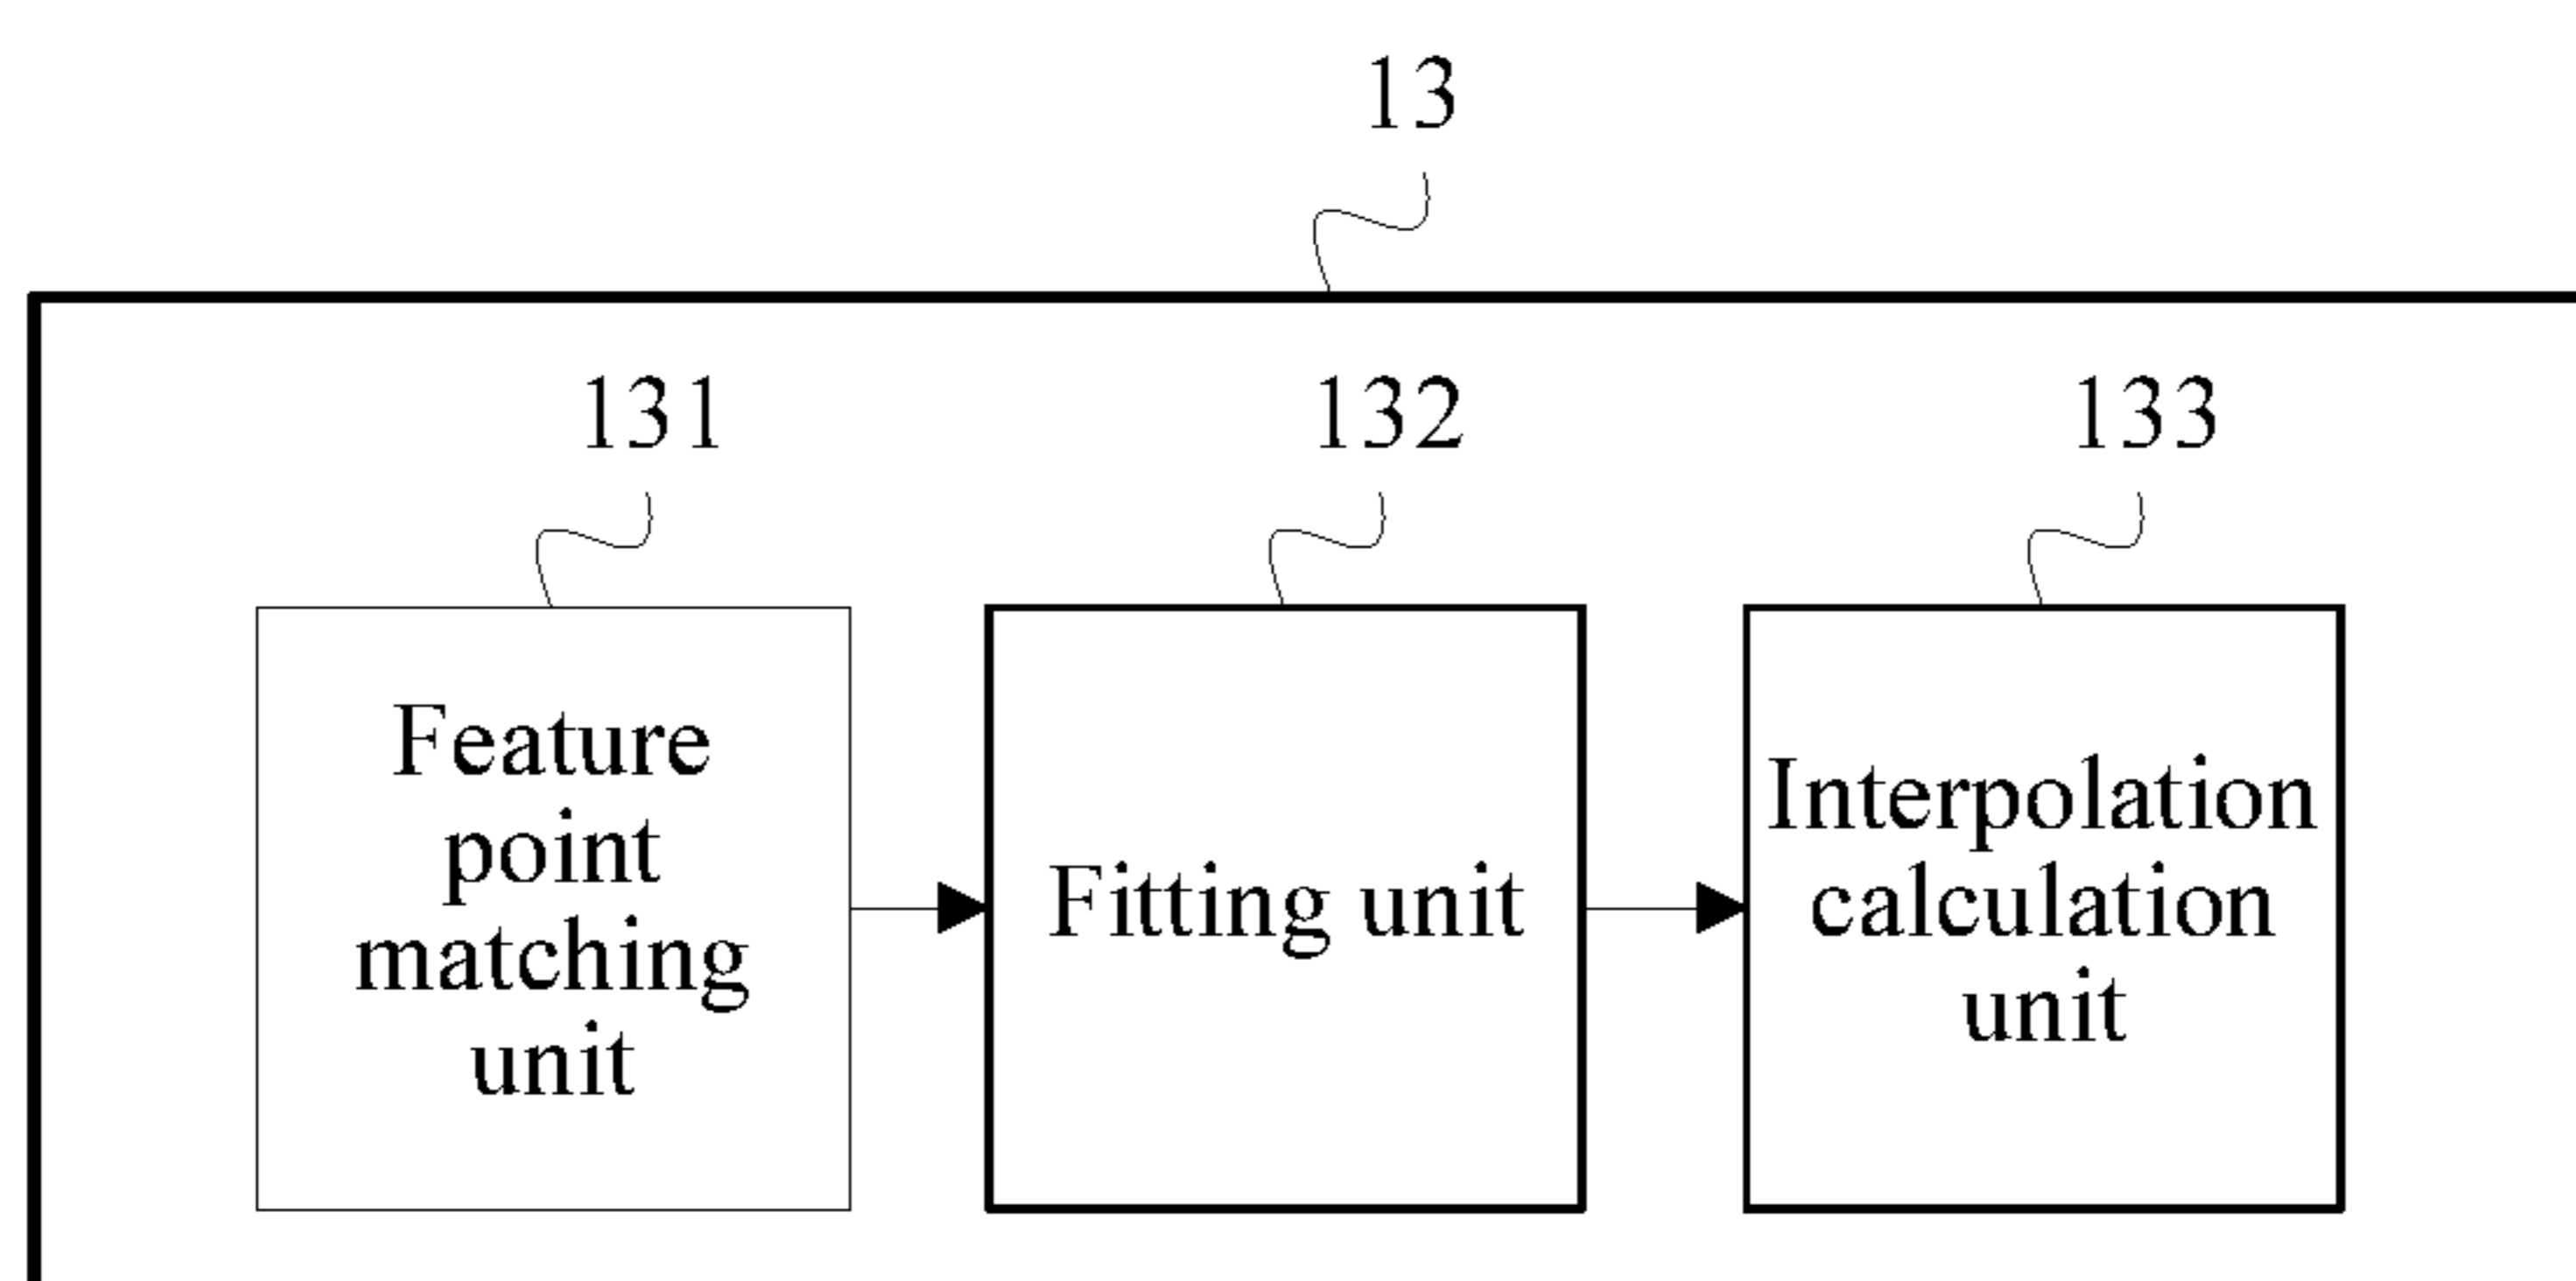 13
131
132
133
Feature
point
matching
unit
Fitting unit
Interpolation
calculation
unit